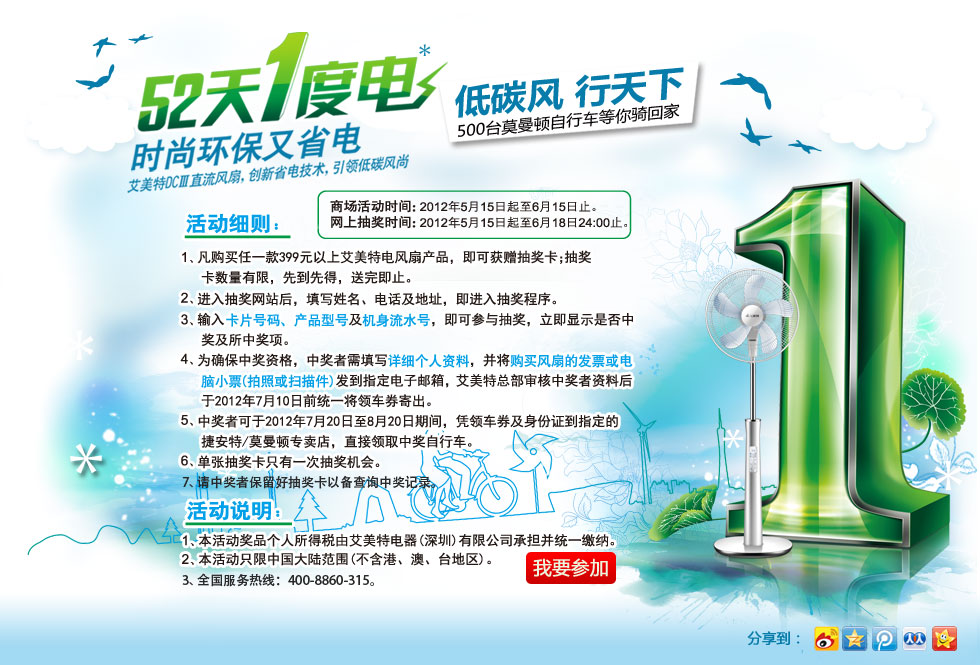 52天1度电*
时尚环保又省电
艾美特DCⅢ直流风扇，创新省电技术，引领低碳风尚
低碳风 行天下
500台莫曼顿自行车等你骑回家
商场活动时间：2012年5月15日起至6月15日止。
网上抽奖时间：2012年5月15日起至6月18日24:00止。
活动细则：
1、凡购买任一款399元以上艾美特电风扇产品，即可获赠抽奖卡;抽奖
卡数量有限，先到先得，送完即止。
2、进入抽奖网站后，填写姓名、电话及地址，即进入抽奖程序。
3、输入卡片号码、产品型号及机身流水号，即可参与抽奖，立即显示是否中
奖及所中奖项。
4、为确保中奖资格，中奖者需填写详细个人资料，并将购买风扇的发票或电
脑小票(拍照或扫描件)发到指定电子邮箱，艾美特总部审核中奖者资料后
于2012年7月10日前统一将领车券寄出。
5、中奖者可于2012年7月20日至8月20日期间，凭领车券及身份证到指定的
捷安特/莫曼顿专卖店，直接领取中奖自行车。
6、单张抽奖卡只有一次抽奖机会。
7、请中奖者保留好抽奖卡以备查询中奖记录。
活动说明：
1、本活动奖品个人所得税由艾美特电器(深圳)有限公司承担并统一缴纳。
2、本活动只限中国大陆范围(不含港、澳、台地区)。
3、全国服务热线：400-8860-315。
我要参加
1
分享到：